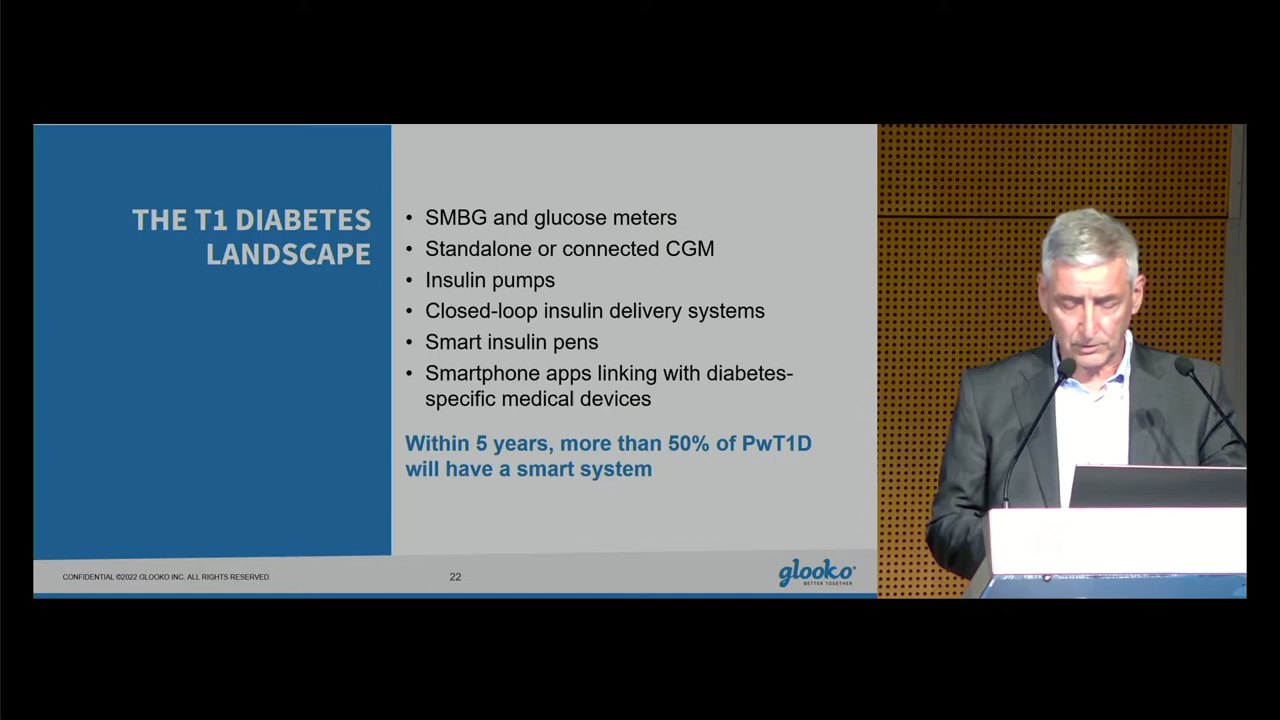 THE T1 DIABETES
LANDSCAPE
• SMBG and glucose meters
• Standalone or connected CGM
• Insulin pumps
• Closed-loop insulin delivery systems
• Smart insulin pens
• Smartphone apps linking with diabetes-
specific medical devices
Within 5 years, more than 50% of PwT1D
will have a smart system
CONFIDENTIAL ©2022 GLOOKO INC. ALL RIGHTS RESERVED.
22
glooko®
BETTER TOGETHER